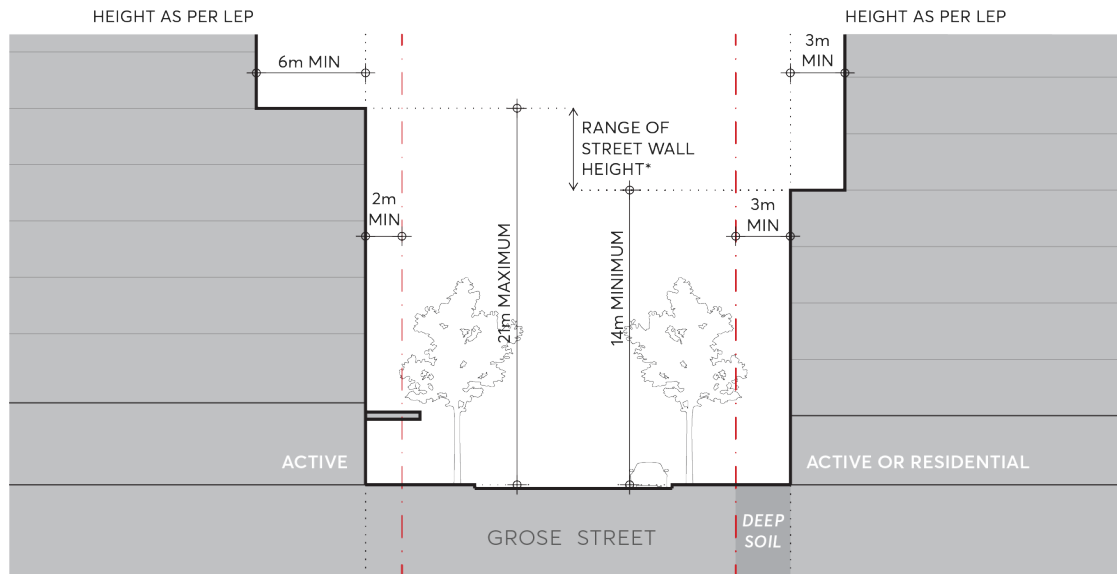 HEIGHT AS PER LEP
HEIGHT AS PER LEP
6m MIN
3m
MIN
RANGE OF
STREET WALL
HEIGHT*
2m
MIN
3m
MIN
21m MAXIMUM
14m MINIMUM
ACTIVE
ACTIVE OR RESIDENTIAL
GROSE STREET
DEEP
SOIL